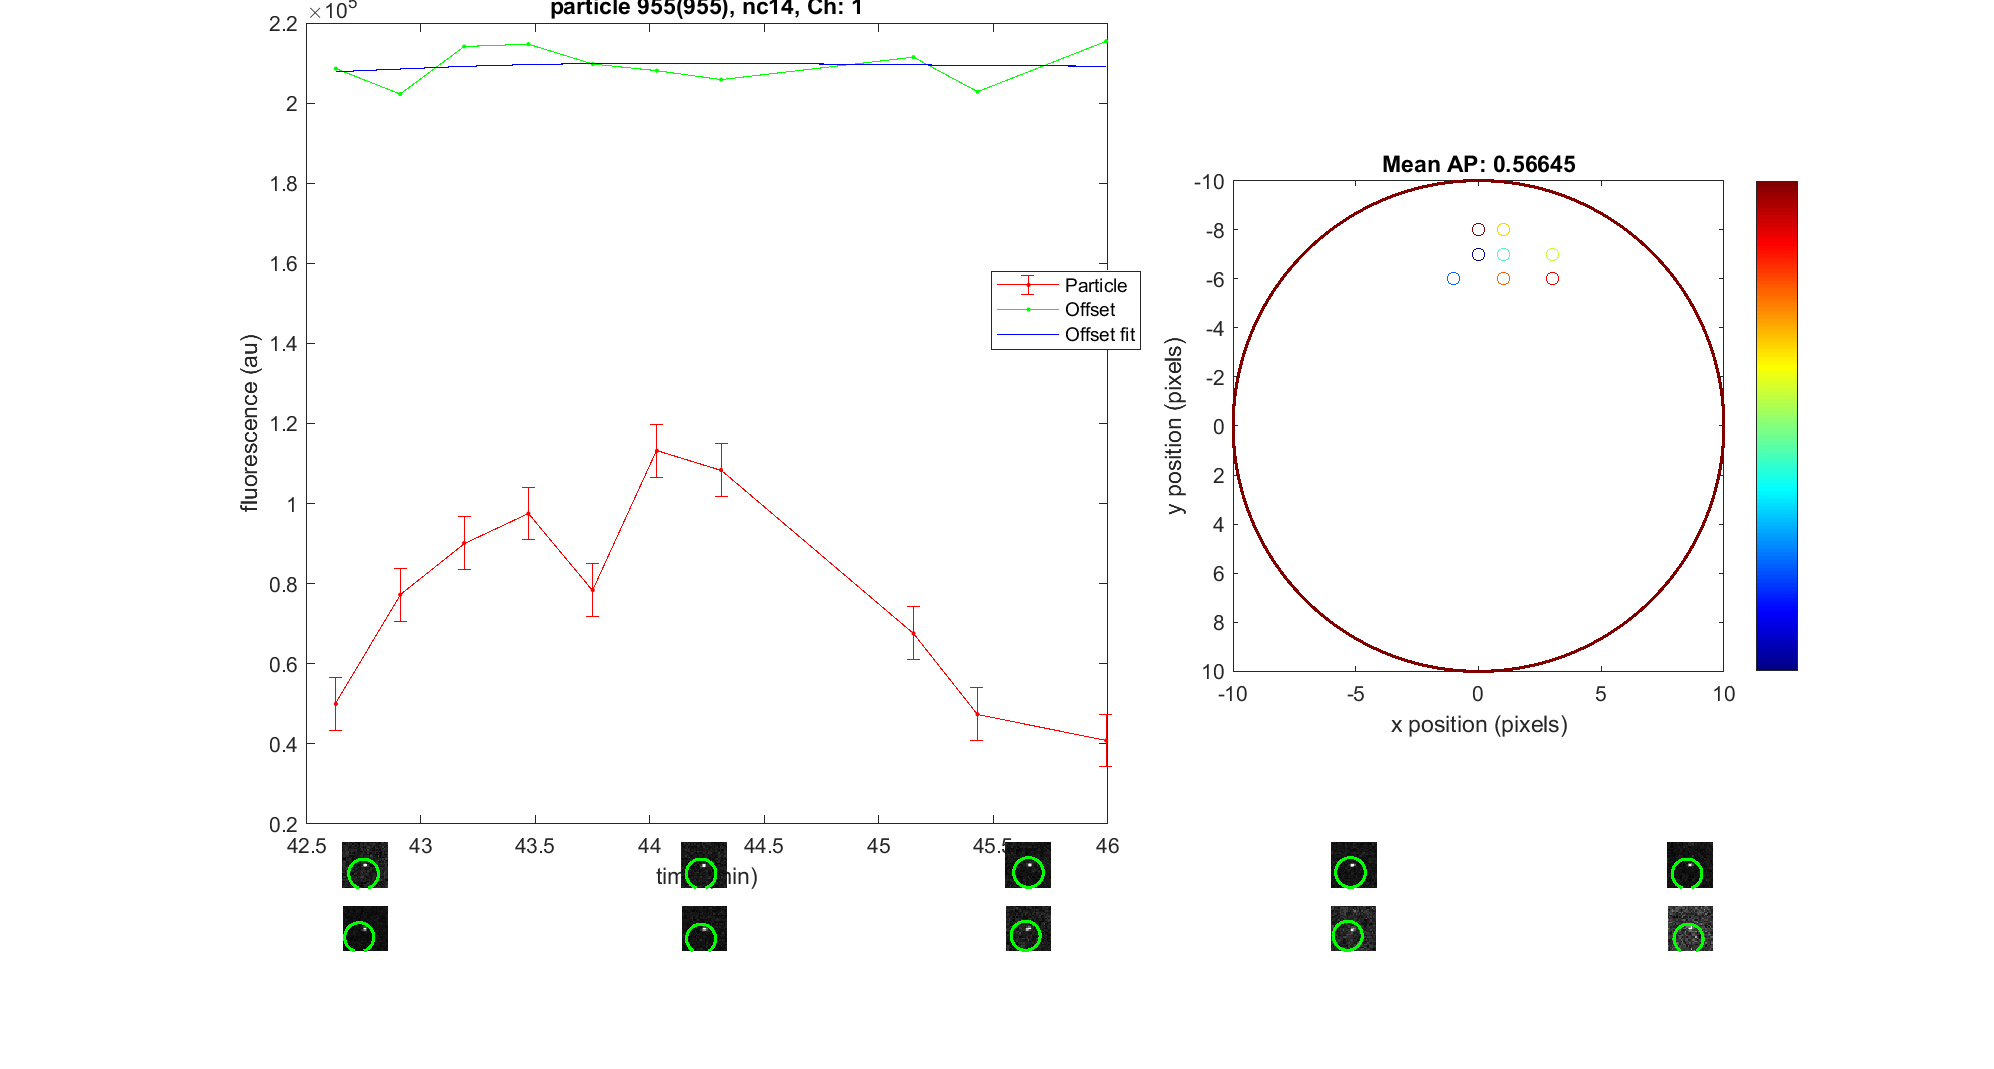 particle 955(955), nc14, Ch: 1
×10⁵
2.2
2
1.8
1.6
1.4
1.2
1
0.8
0.6
0.4
0.2
fluorescence (au)
42.5 43 43.5 44 44.5 45 45.5 46
Particle
Offset
Offset fit
Mean AP: 0.56645
-10
-8
-6
-4
-2
0
2
4
6
8
10
y position (pixels)
-10 -5 0 5 10
x position (pixels)